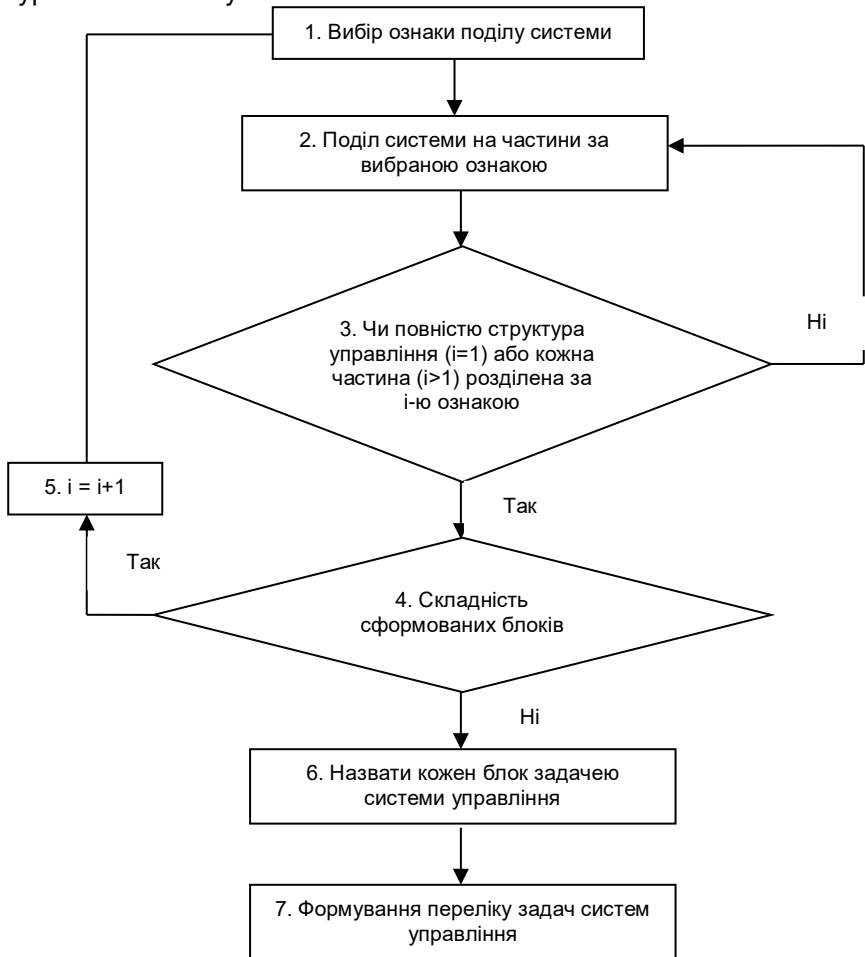 1. Вибір ознаки поділу системи
2. Поділ системи на частини за
вибраною ознакою
3. Чи повністю структура
управління (i=1) або кожна
частина (i>1) розділена за
i-ю ознакою
Ні
5. i = i+1
Так
Так
4. Складність
сформованих блоків
Ні
6. Назвати кожен блок задачею
системи управління
7. Формування переліку задач систем
управління